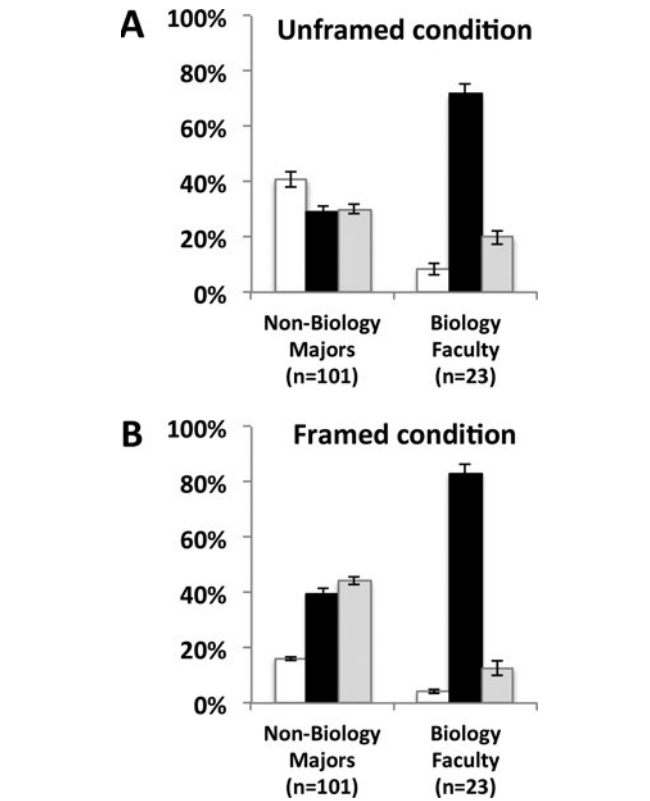 A
Unframed condition
100%
80%
60%
40%
20%
0%
Non-Biology
Majors
(n=101)
Biology
Faculty
(n=23)
B
Framed condition
100%
80%
60%
40%
20%
0%
Non-Biology
Majors
(n=101)
Biology
Faculty
(n=23)